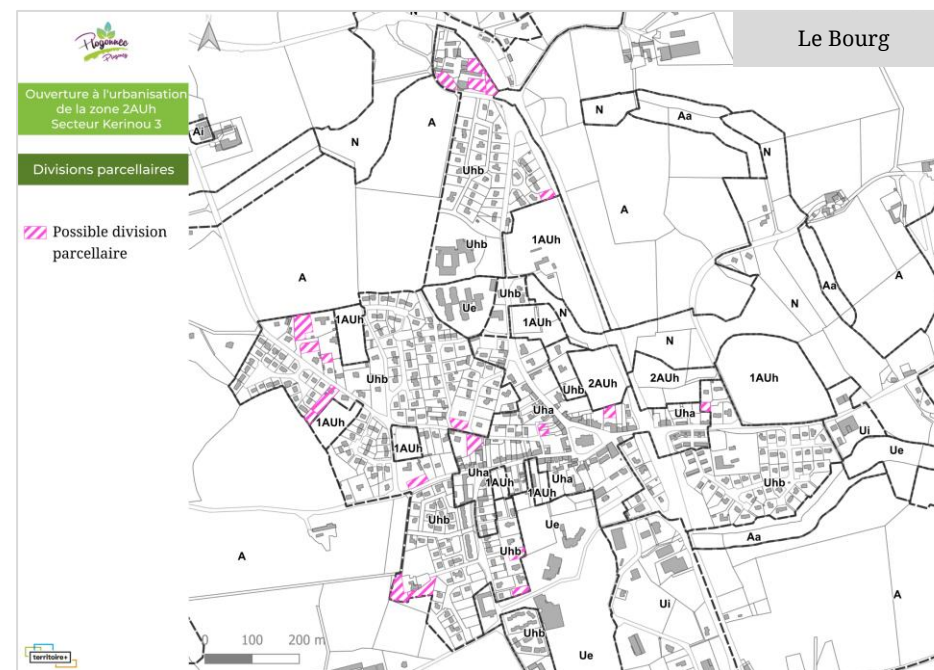 Plogonnec
Le Bourg
Ouverture à l'urbanisation
de la zone 2AUh
Secteur Kerinou 3
Divisions parcellaires
Possible division
parcellaire
Ai
N
A
N
Aa
N
Uhb
A
1AUh
Uhb
A
Aa
A
Ue
Uhb
N
N
1AUh
1AUh
N
Uhb
Uhb
2AUh
2AUh
1AUh
Uha
Uha
1AUh
1AUh
Ui
Ue
Uha
1AUh
Uha
1AUh
Uhb
Uhb
Ue
Uhb
Aa
A
A
Ui
Uhb
Ue
0 100 200 m
territoire+